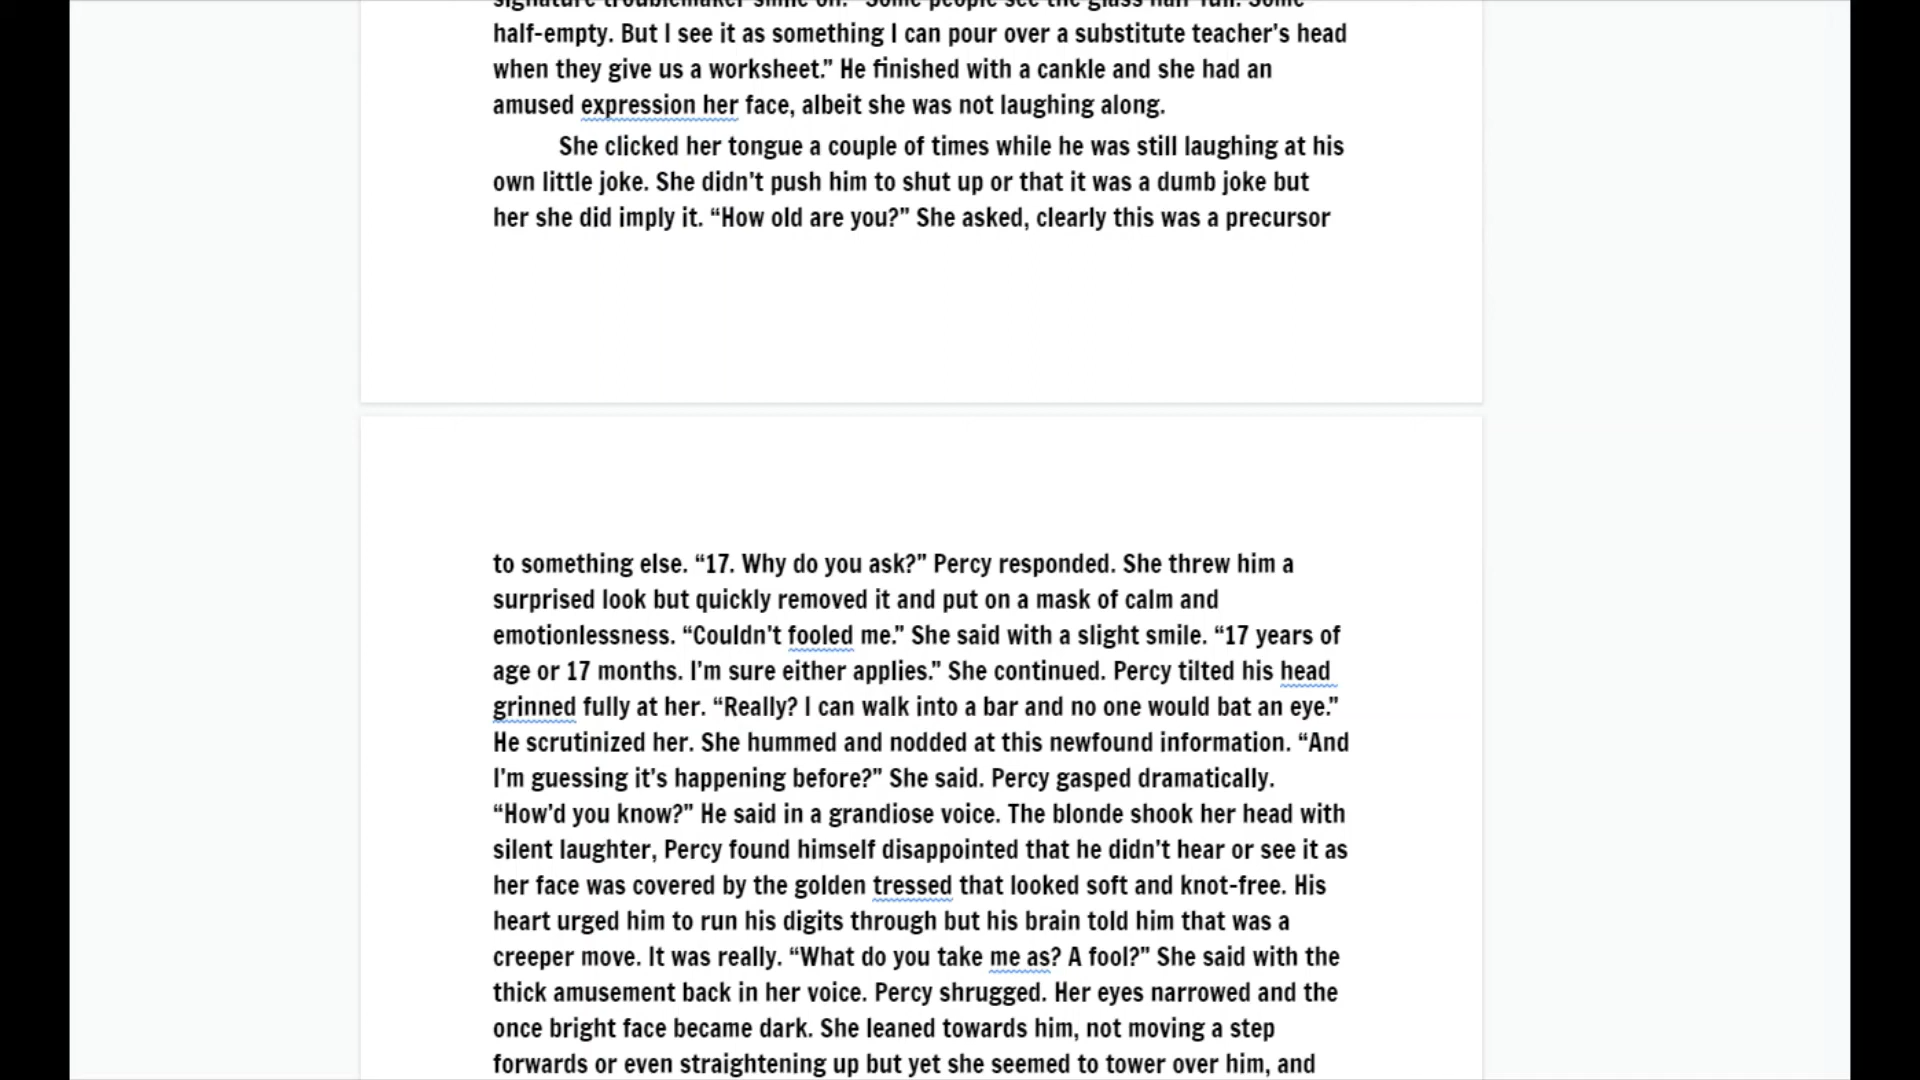 signature troublemaker smile on. “Some people see the glass half full. Some
half-empty. But I see it as something I can pour over a substitute teacher’s head
when they give us a worksheet.” He finished with a cankle and she had an
amused expression her face, albeit she was not laughing along.
She clicked her tongue a couple of times while he was still laughing at his
own little joke. She didn’t push him to shut up or that it was a dumb joke but
her she did imply it. “How old are you?” She asked, clearly this was a precursor
to something else. “17. Why do you ask?” Percy responded. She threw him a
surprised look but quickly removed it and put on a mask of calm and
emotionlessness. “Couldn’t fooled me.” She said with a slight smile. “17 years of
age or 17 months. I’m sure either applies.” She continued. Percy tilted his head
grinned fully at her. “Really? I can walk into a bar and no one would bat an eye.”
He scrutinized her. She hummed and nodded at this newfound information. “And
I’m guessing it’s happening before?” She said. Percy gasped dramatically.
“How’d you know?” He said in a grandiose voice. The blonde shook her head with
silent laughter, Percy found himself disappointed that he didn’t hear or see it as
her face was covered by the golden tressed that looked soft and knot-free. His
heart urged him to run his digits through but his brain told him that was a
creeper move. It was really. “What do you take me as? A fool?” She said with the
thick amusement back in her voice. Percy shrugged. Her eyes narrowed and the
once bright face became dark. She leaned towards him, not moving a step
forwards or even straightening up but yet she seemed to tower over him, and